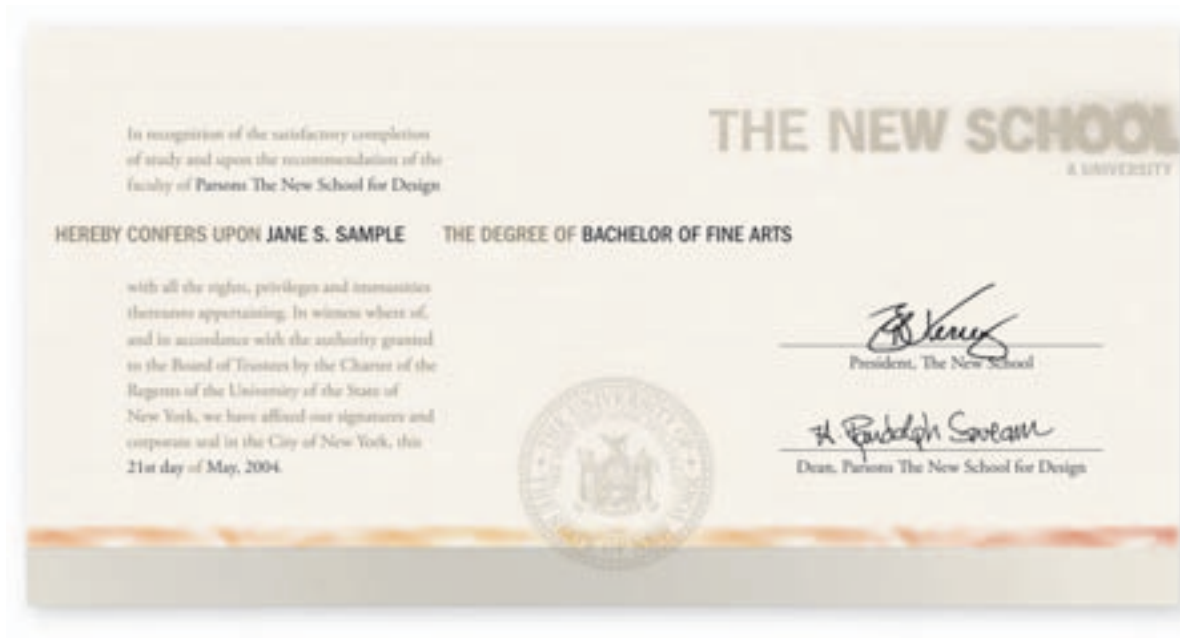 THE NEW SCHOOL
A UNIVERSITY
In recognition of the satisfactory completion
of study and upon the recommendation of the
faculty of Parsons The New School for Design
HEREBY CONFERS UPON JANE S. SAMPLE THE DEGREE OF BACHELOR OF FINE ARTS
with all the rights, privileges and immunities
thereunto appertaining. In witness where of,
and in accordance with the authority granted
to the Board of Trustees by the Charter of the
Regents of the University of the State of
New York, we have affixed our signatures and
corporate seal in the City of New York, this
21st day of May, 2004.
President, The New School
H. Randolph
Dean, Parsons The New School for Design
THE UNIVERSITY OF